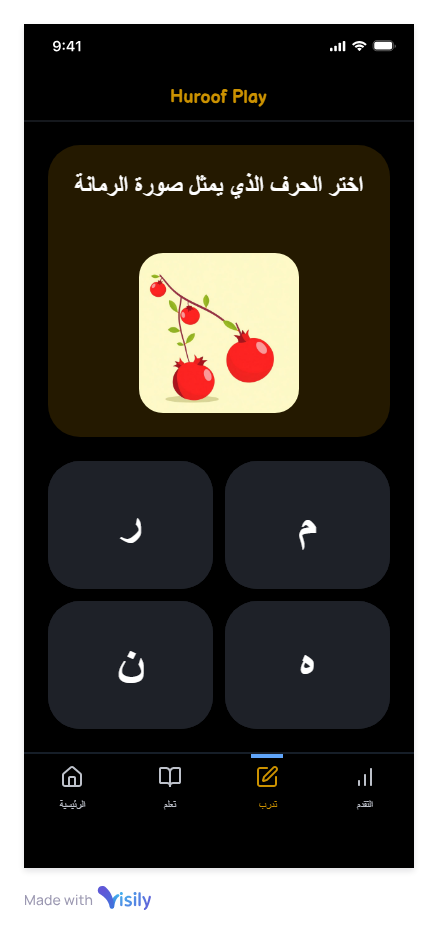 9:41
Huroof Play
اختر الحرف الذي يمثل صورة الرمانة
م
ر
ه
ن
الرئيسية
تعلم
تدرب
التقدم
Made with Visily